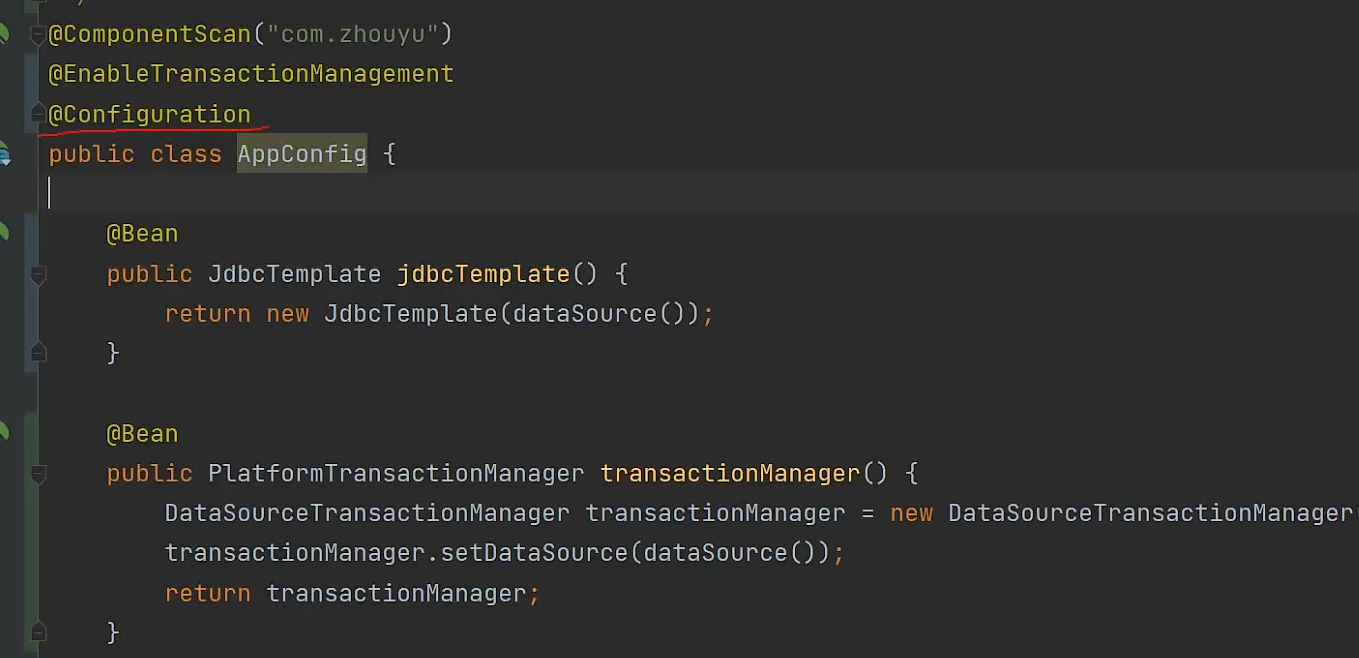 @ComponentScan("com.zhouyu")
@EnableTransactionManagement
@Configuration
public class AppConfig {
@Bean
public JdbcTemplate jdbcTemplate() {
return new JdbcTemplate(dataSource());
}
@Bean
public PlatformTransactionManager transactionManager() {
DataSourceTransactionManager transactionManager = new DataSourceTransactionManager
transactionManager.setDataSource(dataSource());
return transactionManager;
}